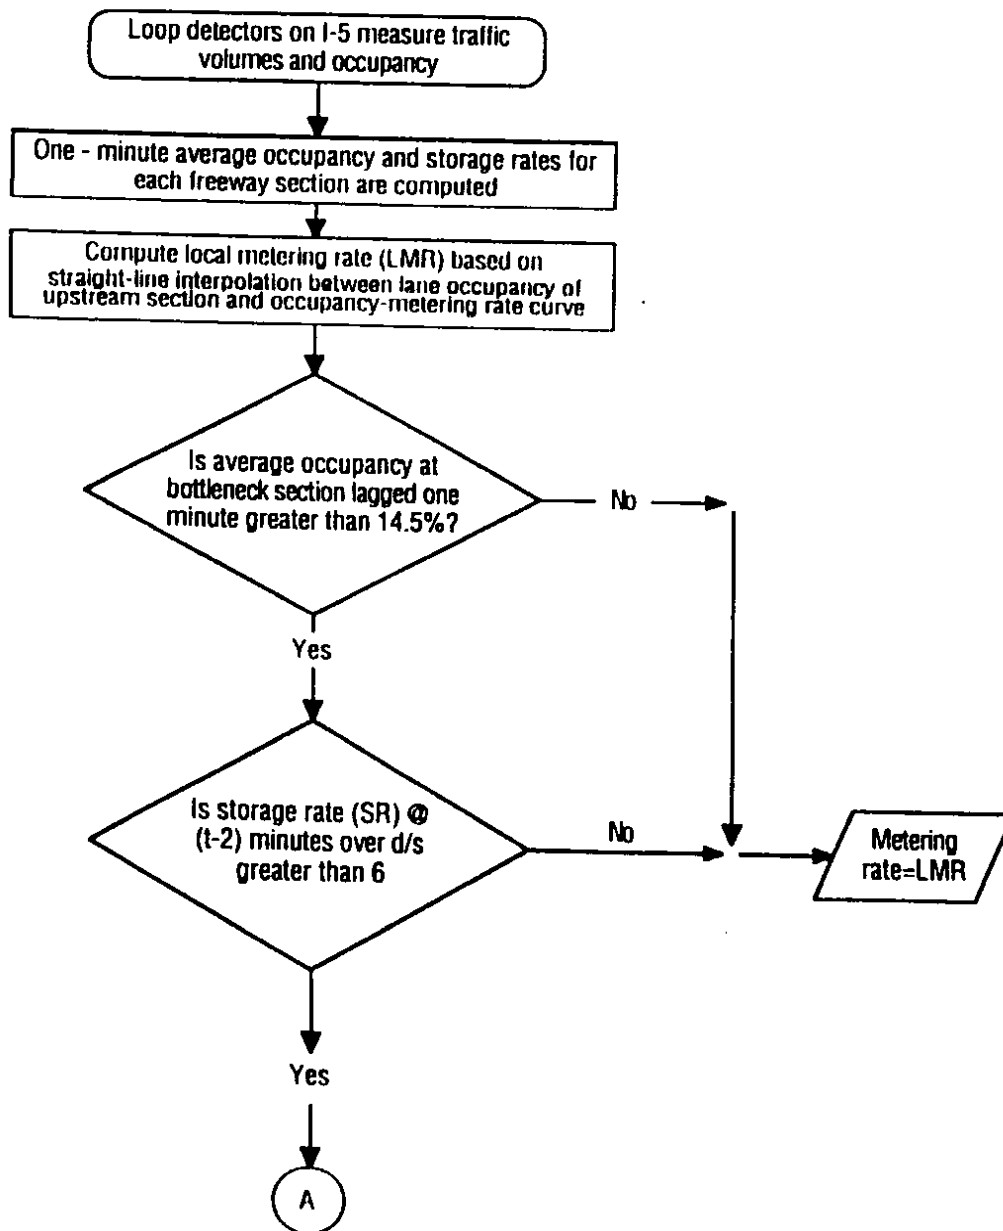 Loop detectors on I-5 measure traffic
volumes and occupancy
One - minute average occupancy and storage rates for
each freeway section are computed
Compute local metering rate (LMR) based on
straight-line interpolation between lane occupancy of
upstream section and occupancy-metering rate curve
Is average occupancy at
bottleneck section lagged one
minute greater than 14.5%?
No
Yes
Is storage rate (SR) @
(t-2) minutes over d/s
greater than 6
No
Metering
rate=LMR
Yes
A